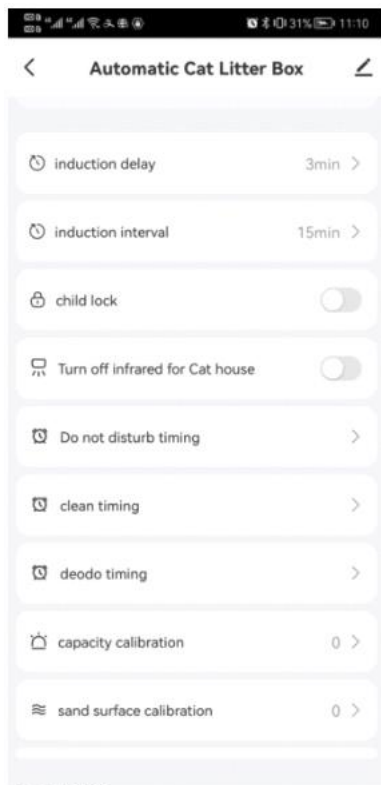 31% 11:10
Automatic Cat Litter Box
induction delay 3min
induction interval 15min
child lock
Turn off infrared for Cat house
Do not disturb timing
clean timing
deodo timing
capacity calibration 0
sand surface calibration 0